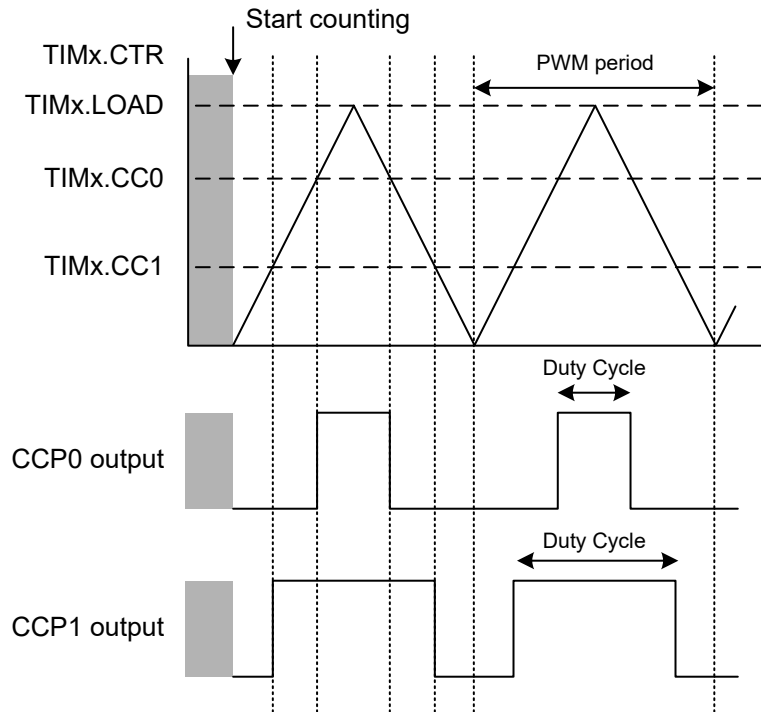 Start counting
TIMx.CTR
PWM period
TIMx.LOAD
TIMx.CC0
TIMx.CC1
Duty Cycle
CCP0 output
Duty Cycle
CCP1 output